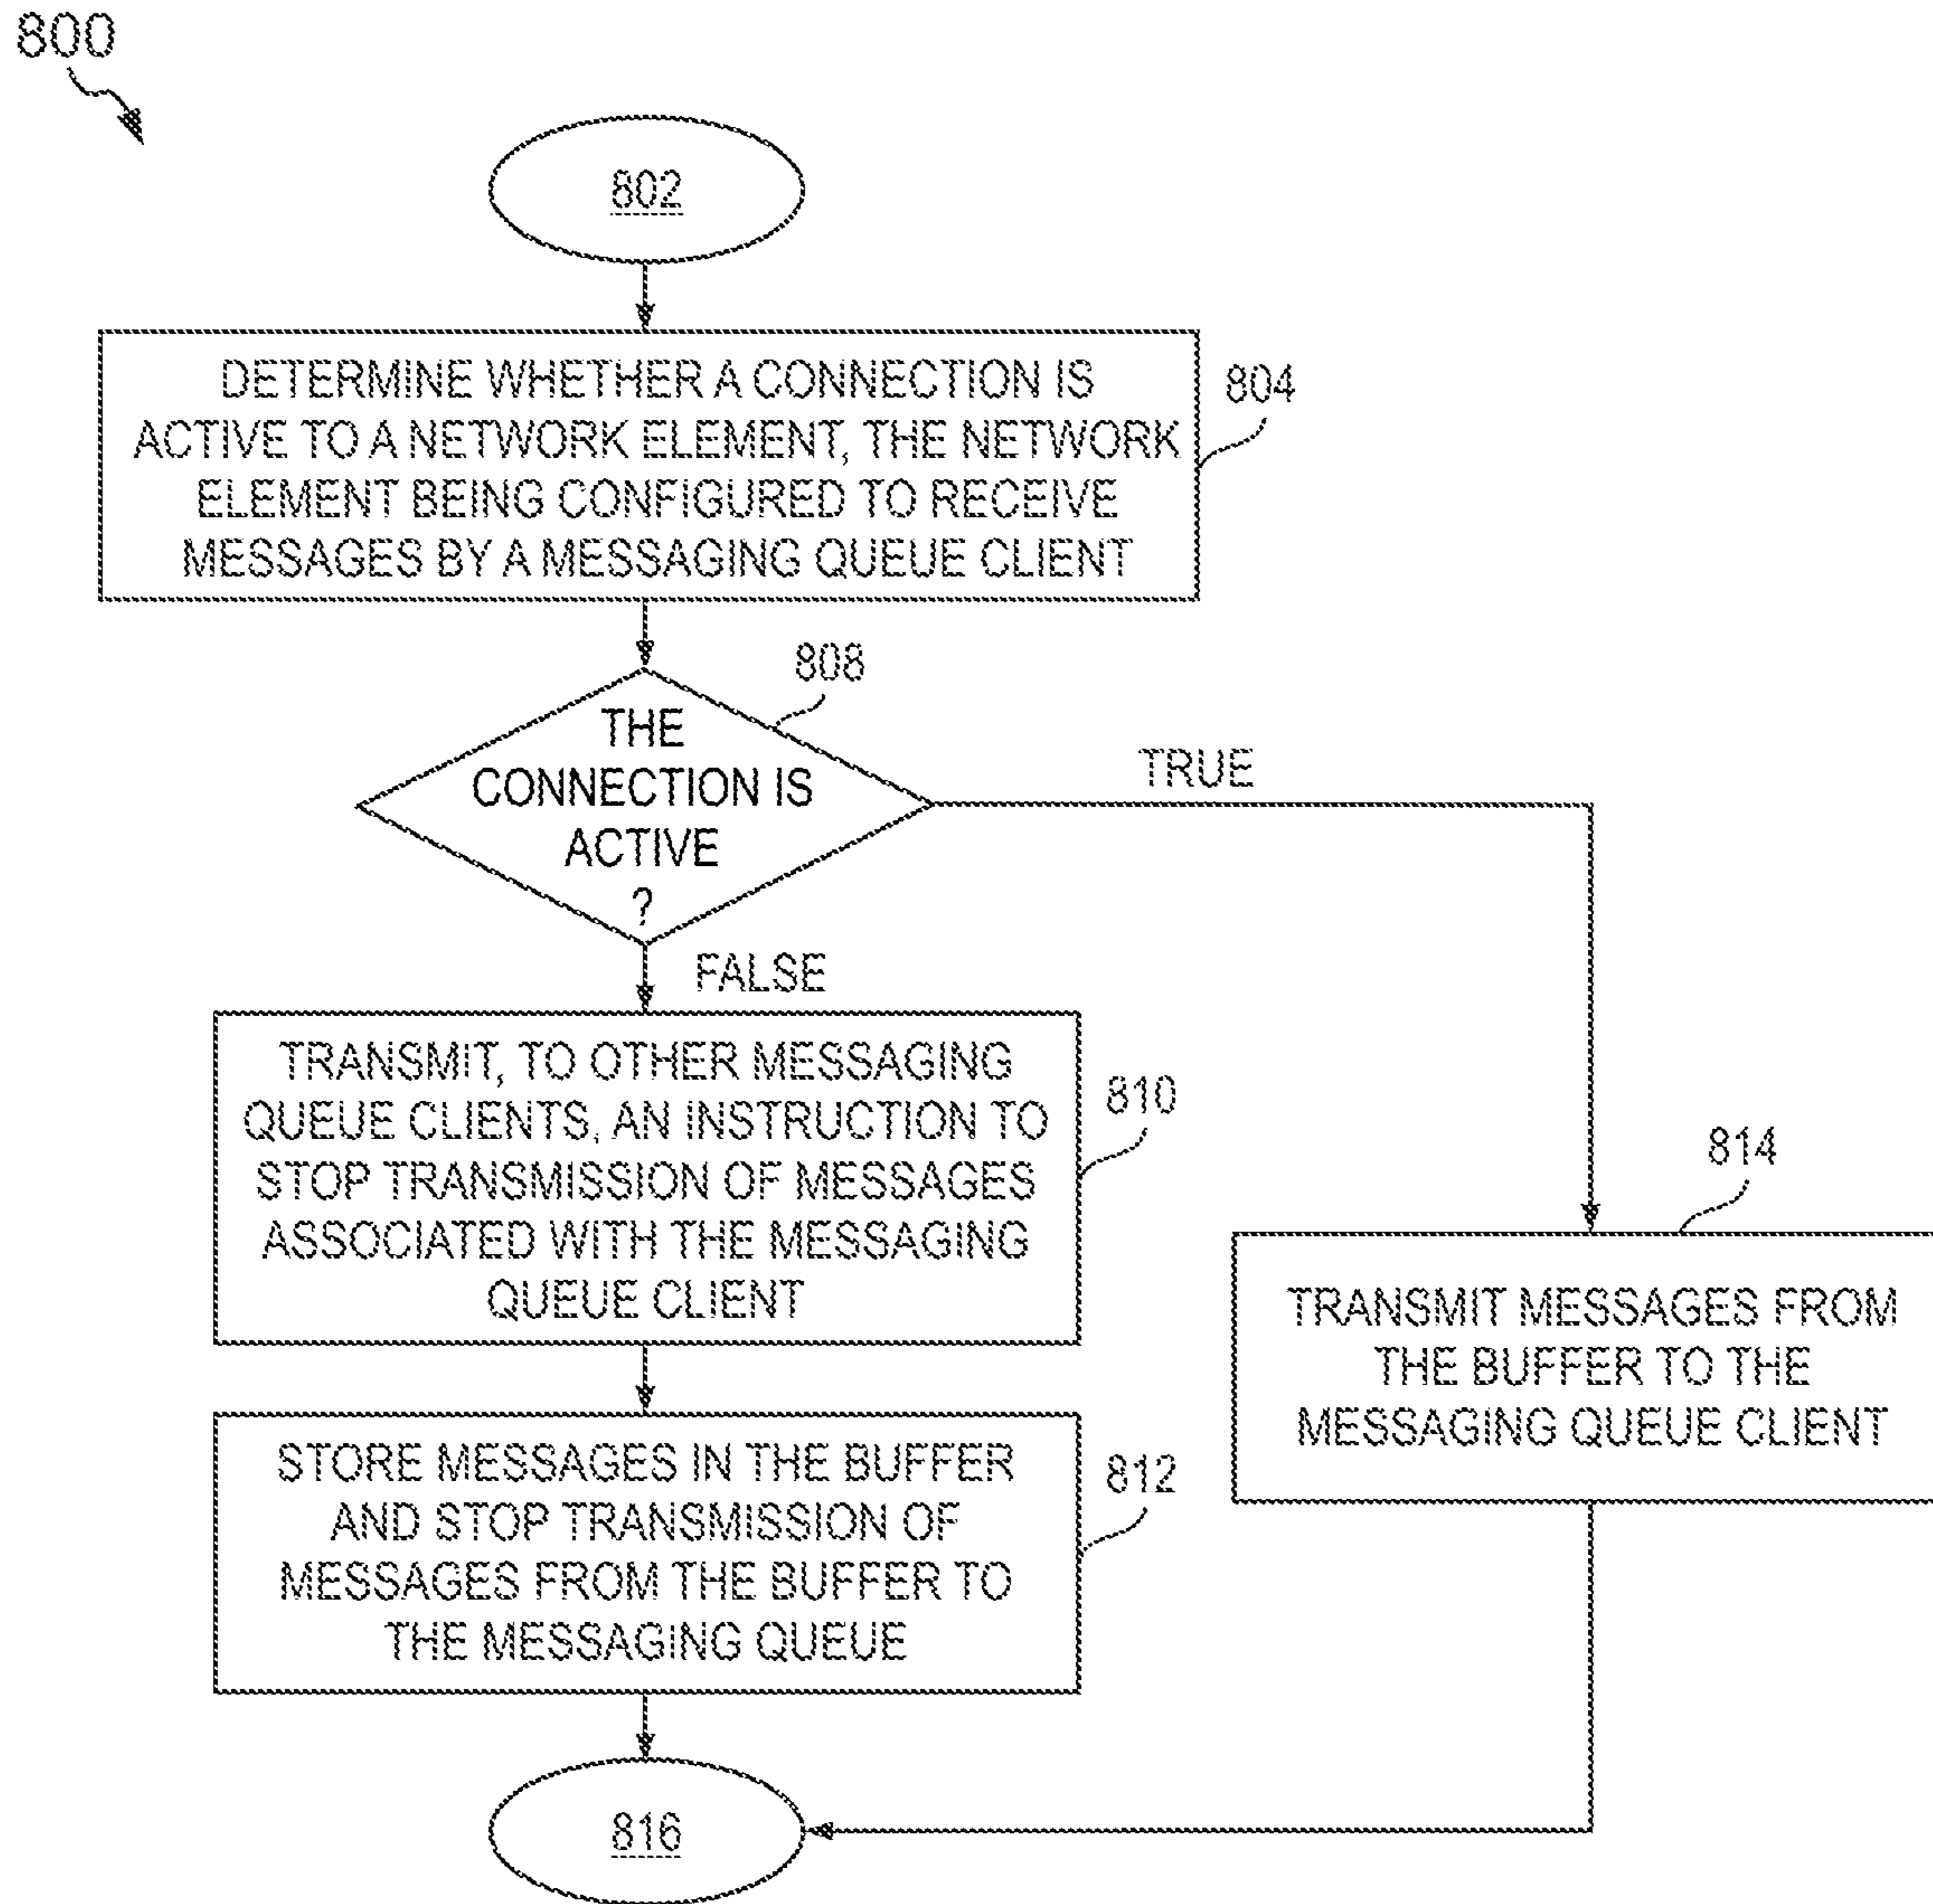 800
802
DETERMINE WHETHER A CONNECTION IS
ACTIVE TO A NETWORK ELEMENT, THE NETWORK
ELEMENT BEING CONFIGURED TO RECEIVE
MESSAGES BY A MESSAGING QUEUE CLIENT
804
808
THE
CONNECTION IS
ACTIVE
?
TRUE
FALSE
TRANSMIT, TO OTHER MESSAGING
QUEUE CLIENTS, AN INSTRUCTION TO
STOP TRANSMISSION OF MESSAGES
ASSOCIATED WITH THE MESSAGING
QUEUE CLIENT
810
814
TRANSMIT MESSAGES FROM
THE BUFFER TO THE
MESSAGING QUEUE CLIENT
STORE MESSAGES IN THE BUFFER
AND STOP TRANSMISSION OF
MESSAGES FROM THE BUFFER TO
THE MESSAGING QUEUE
812
816